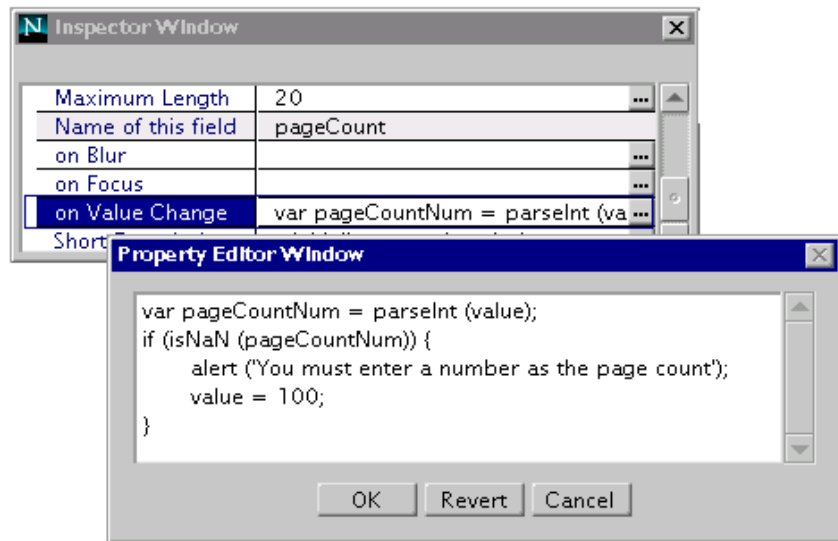 N Inspector Window
Maximum Length 20 ...
Name of this field pageCount
on Blur ...
on Focus ...
on Value Change var pageCountNum = parseInt (va ...
Short
Property Editor Window
var pageCountNum = parseInt (value);
if (isNaN (pageCountNum)) {
alert ('You must enter a number as the page count');
value = 100;
}
OK Revert Cancel